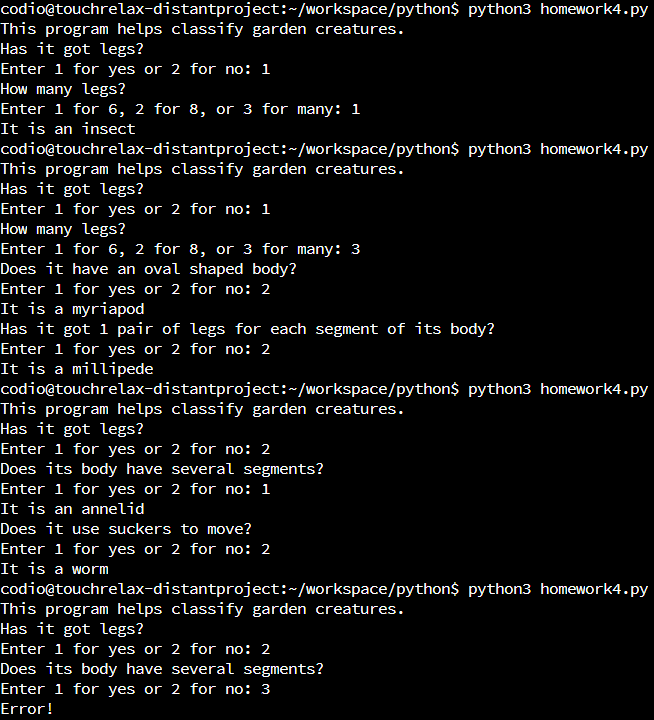 codio@touchrelax-distantproject:~/workspace/python$ python3 homework4.py
This program helps classify garden creatures.
Has it got legs?
Enter 1 for yes or 2 for no: 1
How many legs?
Enter 1 for 6, 2 for 8, or 3 for many: 1
It is an insect
codio@touchrelax-distantproject:~/workspace/python$ python3 homework4.py
This program helps classify garden creatures.
Has it got legs?
Enter 1 for yes or 2 for no: 1
How many legs?
Enter 1 for 6, 2 for 8, or 3 for many: 3
Does it have an oval shaped body?
Enter 1 for yes or 2 for no: 2
It is a myriapod
Has it got 1 pair of legs for each segment of its body?
Enter 1 for yes or 2 for no: 2
It is a millipede
codio@touchrelax-distantproject:~/workspace/python$ python3 homework4.py
This program helps classify garden creatures.
Has it got legs?
Enter 1 for yes or 2 for no: 2
Does its body have several segments?
Enter 1 for yes or 2 for no: 1
It is an annelid
Does it use suckers to move?
Enter 1 for yes or 2 for no: 2
It is a worm
codio@touchrelax-distantproject:~/workspace/python$ python3 homework4.py
This program helps classify garden creatures.
Has it got legs?
Enter 1 for yes or 2 for no: 2
Does its body have several segments?
Enter 1 for yes or 2 for no: 3
Error!